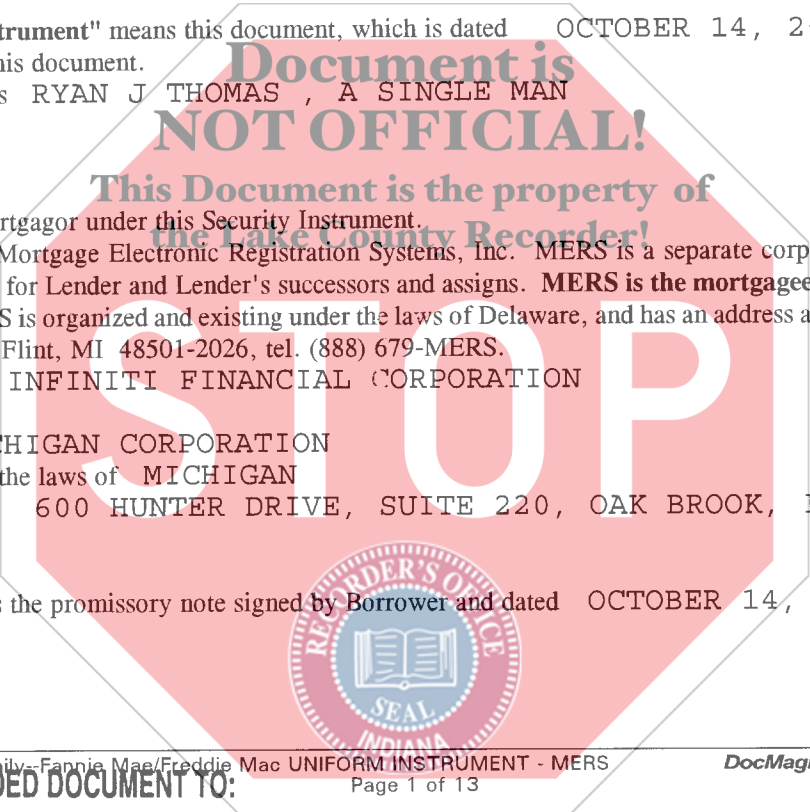 trument" means this document, which is dated OCTOBER 14, 2
his document.
Document is
s RYAN J THOMAS , A SINGLE MAN
NOT OFFICIAL!
This Document is the property of
rtgagor under this Security Instrument.
the Lake County Recorder!
Mortgage Electronic Registration Systems, Inc. MERS is a separate corp
for Lender and Lender's successors and assigns. MERS is the mortgagee
S is organized and existing under the laws of Delaware, and has an address a
Flint, MI 48501-2026, tel. (888) 679-MERS.
INFINITI FINANCIAL CORPORATION
STOP
CHIGAN CORPORATION
the laws of MICHIGAN
600 HUNTER DRIVE, SUITE 220, OAK BROOK,
RECORDER'S OFFICE
s the promissory note signed by Borrower and dated OCTOBER 14,
SEAL
INDIANA
ily--Fannie Mae/Freddie Mac UNIFORM INSTRUMENT - MERS DocMag
DED DOCUMENT TO: Page 1 of 13